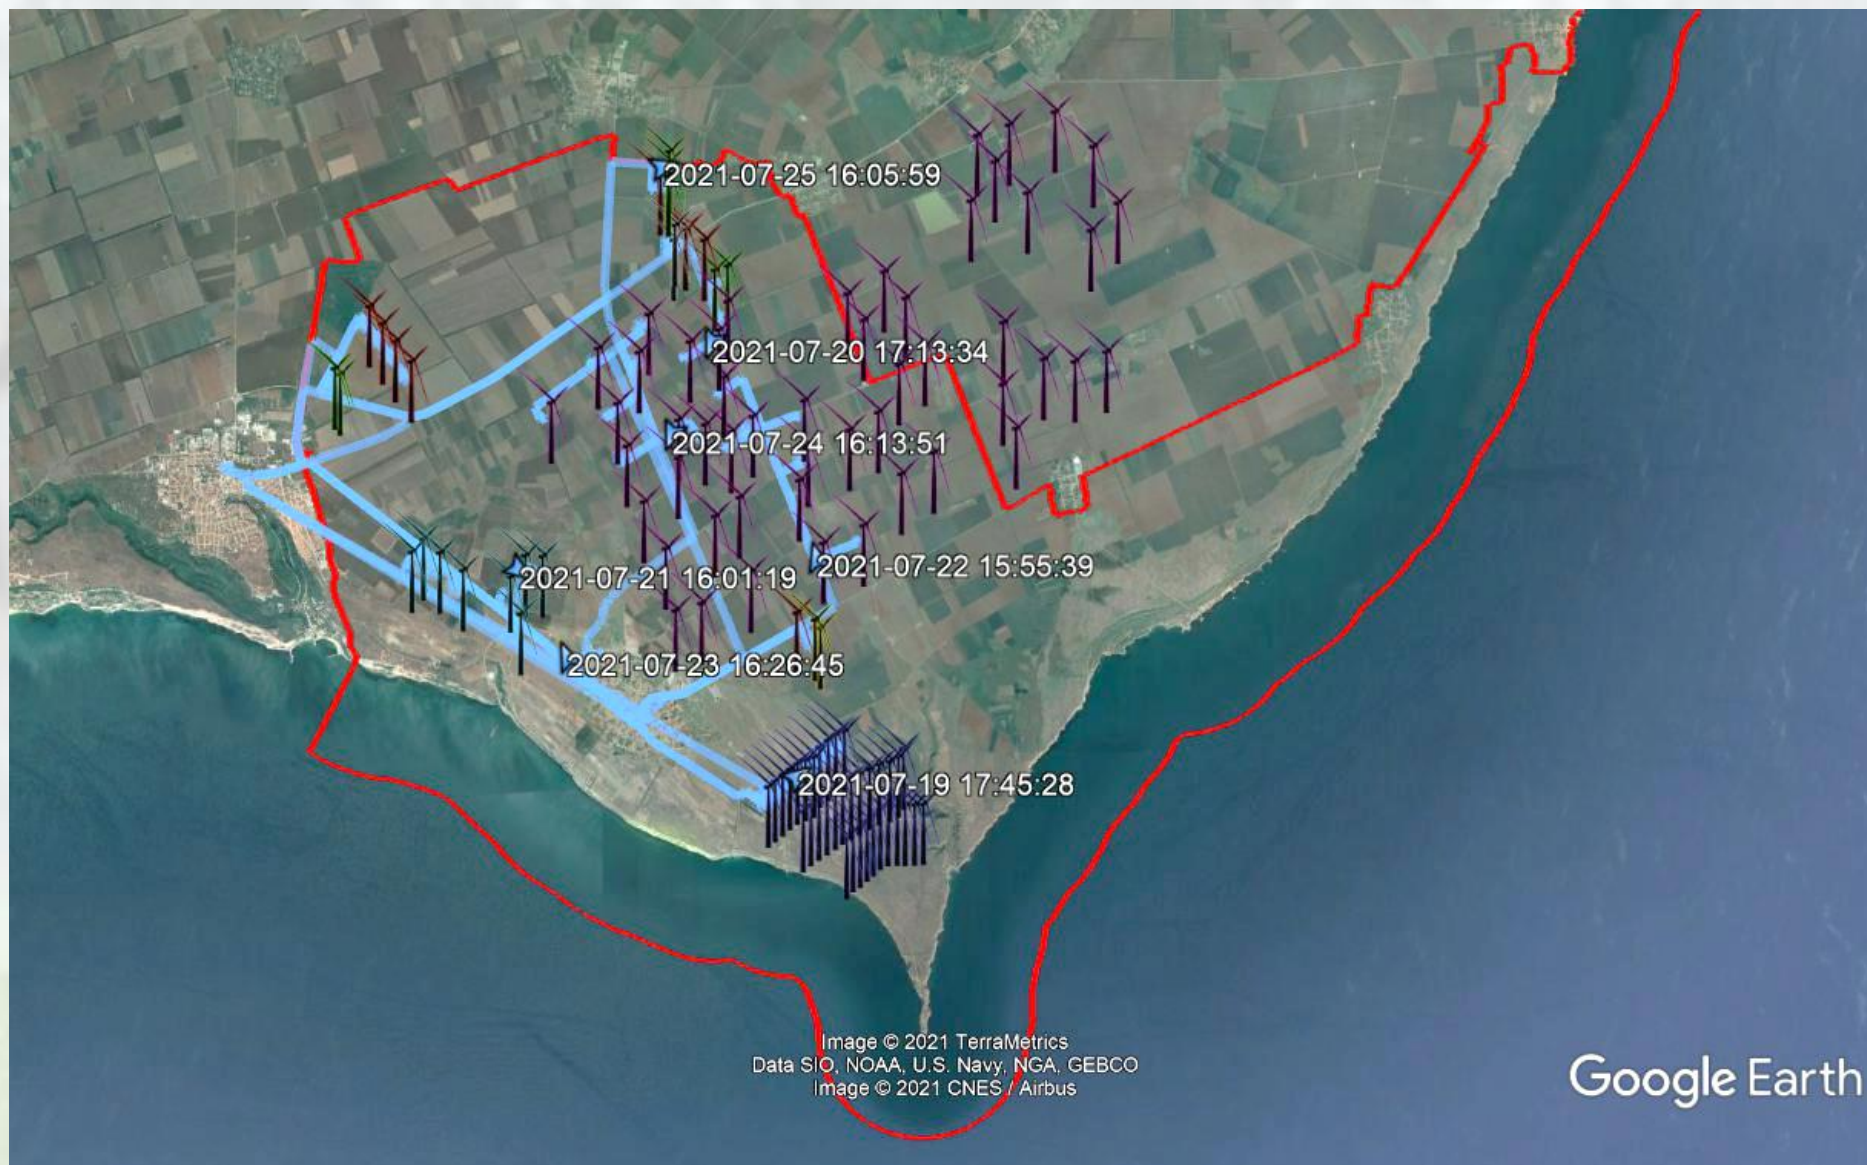 2021-07-25 16:05:59
2021-07-20 17:13:34
2021-07-24 16:13:51
2021-07-22 15:55:39
2021-07-21 16:01:19
2021-07-23 16:26:45
2021-07-19 17:45:28
Image © 2021 TerraMetrics
Data SIO, NOAA, U.S. Navy, NGA, GEBCO
Image © 2021 CNES / Airbus
Google Earth